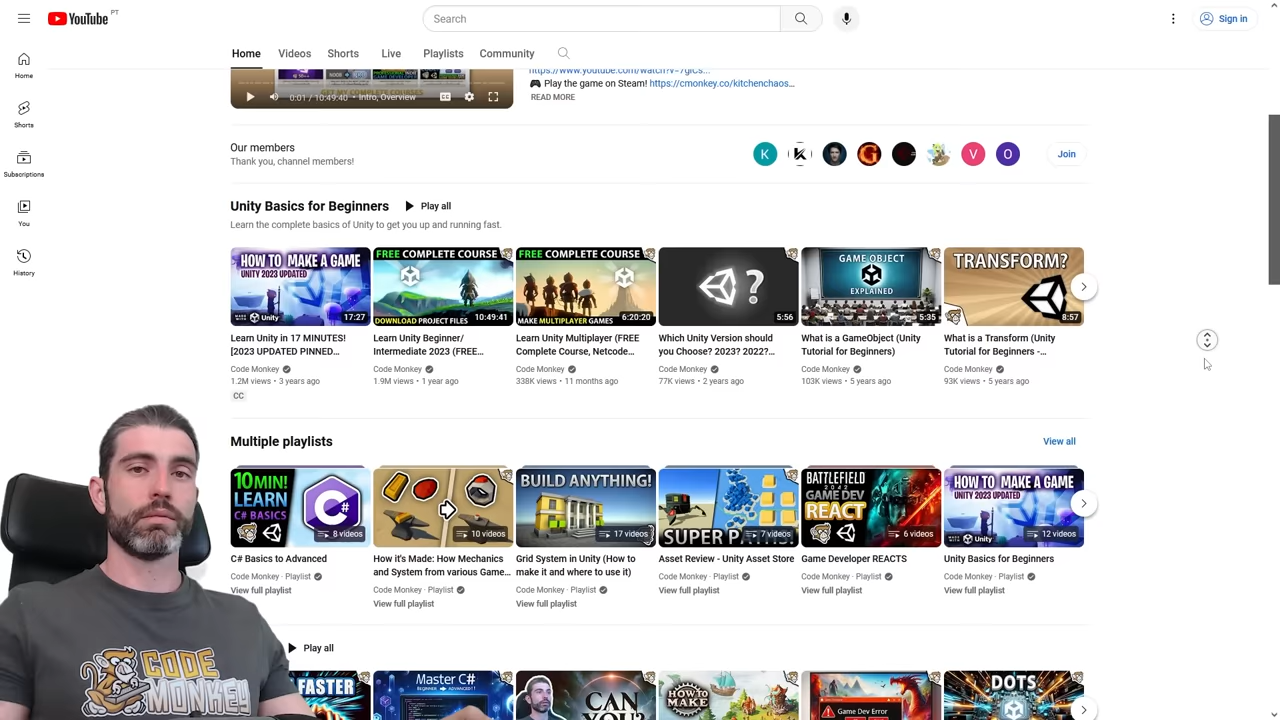 YouTube PT
Search
Sign in
Home
Videos
Shorts
Live
Playlists
Community
Home
Shorts
Subscriptions
You
History
GET MY COMPLETE COURSES
0:01 / 10:49:40 • Intro, Overview
CC
🎮 Play the game on Steam! https://cmonkey.co/kitchenchaos...
READ MORE
Our members
Thank you, channel members!
K
G
V
O
Join
Unity Basics for Beginners
Play all
Learn the complete basics of Unity to get you up and running fast.
HOW TO MAKE A GAME
UNITY 2023 UPDATED
Unity
17:27
Learn Unity in 17 MINUTES!
[2023 UPDATED PINNED...
Code Monkey
1.2M views • 3 years ago
CC
FREE COMPLETE COURSE
DOWNLOAD PROJECT FILES
10:49:41
Learn Unity Beginner/
Intermediate 2023 (FREE...
Code Monkey
1.9M views • 1 year ago
FREE COMPLETE COURSE
MAKE MULTIPLAYER GAMES
6:20:20
Learn Unity Multiplayer (FREE
Complete Course, Netcode...
Code Monkey
338K views • 11 months ago
?
5:56
Which Unity Version should
you Choose? 2023? 2022?...
Code Monkey
77K views • 2 years ago
GAME OBJECT
EXPLAINED
5:35
What is a GameObject (Unity
Tutorial for Beginners)
Code Monkey
103K views • 5 years ago
TRANSFORM?
8:57
What is a Transform (Unity
Tutorial for Beginners -...
Code Monkey
93K views • 5 years ago
Multiple playlists
View all
10 MIN!
LEARN
C# BASICS
8 videos
C# Basics to Advanced
Code Monkey · Playlist
View full playlist
10 videos
How it's Made: How Mechanics
and System from various Game...
Code Monkey · Playlist
View full playlist
BUILD ANYTHING!
17 videos
Grid System in Unity (How to
make it and where to use it)
Code Monkey · Playlist
View full playlist
7 videos
Asset Review - Unity Asset Store
Code Monkey · Playlist
View full playlist
BATTLEFIELD
2042
GAME DEV
REACT
6 videos
Game Developer REACTS
Code Monkey · Playlist
View full playlist
HOW TO MAKE A GAME
UNITY 2023 UPDATED
12 videos
Unity Basics for Beginners
Code Monkey · Playlist
View full playlist
Play all
FASTER
Master C#
BEGINNER → ADVANCED!
CAN
YOU?
HOW TO
MAKE
Game Dev Error
DOTS
CODE
MONKEY